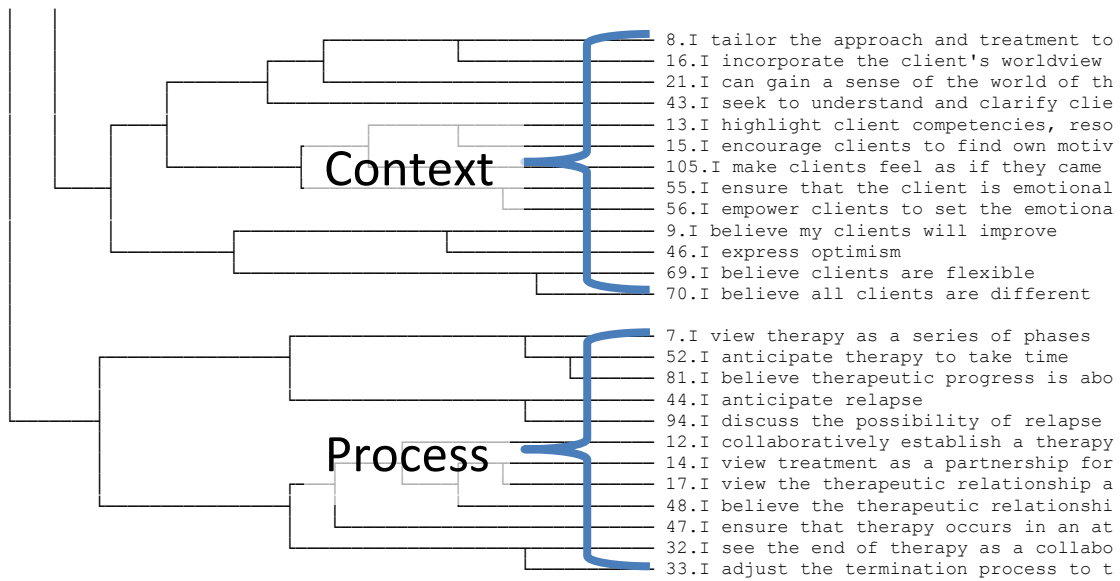 8.I tailor the approach and treatment to
16.I incorporate the client's worldview
21.I can gain a sense of the world of th
43.I seek to understand and clarify clie
13.I highlight client competencies, reso
15.I encourage clients to find own motiv
Context
105.I make clients feel as if they came
55.I ensure that the client is emotional
56.I empower clients to set the emotiona
9.I believe my clients will improve
46.I express optimism
69.I believe clients are flexible
70.I believe all clients are different
7.I view therapy as a series of phases
52.I anticipate therapy to take time
81.I believe therapeutic progress is abo
44.I anticipate relapse
94.I discuss the possibility of relapse
12.I collaboratively establish a therapy
Process
14.I view treatment as a partnership for
17.I view the therapeutic relationship a
48.I believe the therapeutic relationshi
47.I ensure that therapy occurs in an at
32.I see the end of therapy as a collabo
33.I adjust the termination process to t